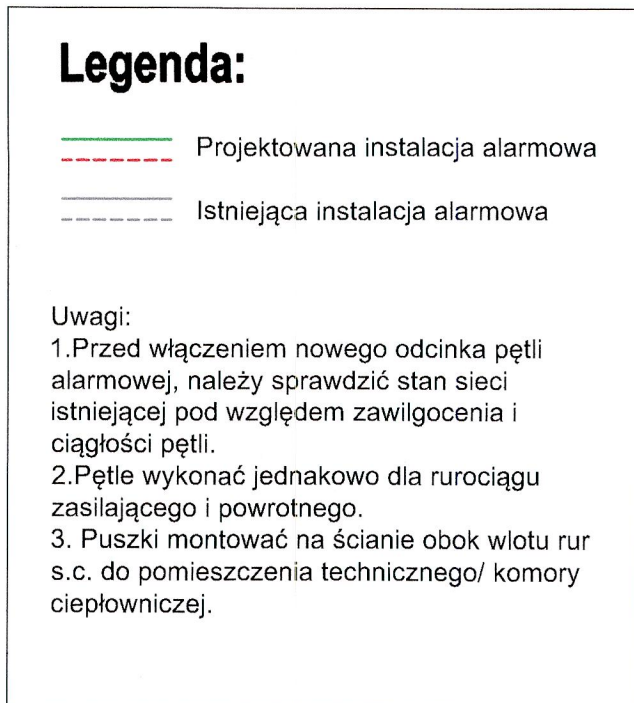 Legenda:
Projektowana instalacja alarmowa
Istniejąca instalacja alarmowa
Uwagi:
1.Przed włączeniem nowego odcinka pętli
alarmowej, należy sprawdzić stan sieci
istniejącej pod względem zawilgocenia i
ciągłości pętli.
2.Pętle wykonać jednakowo dla rurociągu
zasilającego i powrotnego.
3. Puszki montować na ścianie obok wlotu rur
s.c. do pomieszczenia technicznego/ komory
ciepłowniczej.